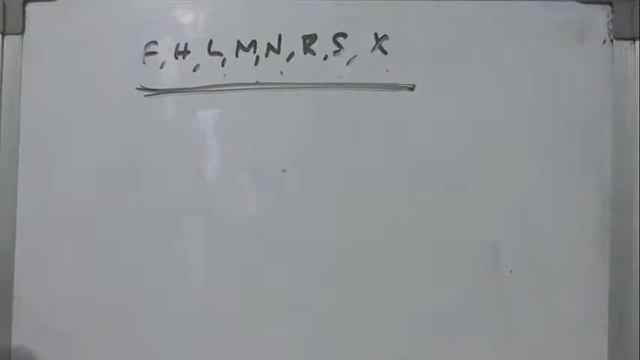 F, H, L, M, N, R, S, X